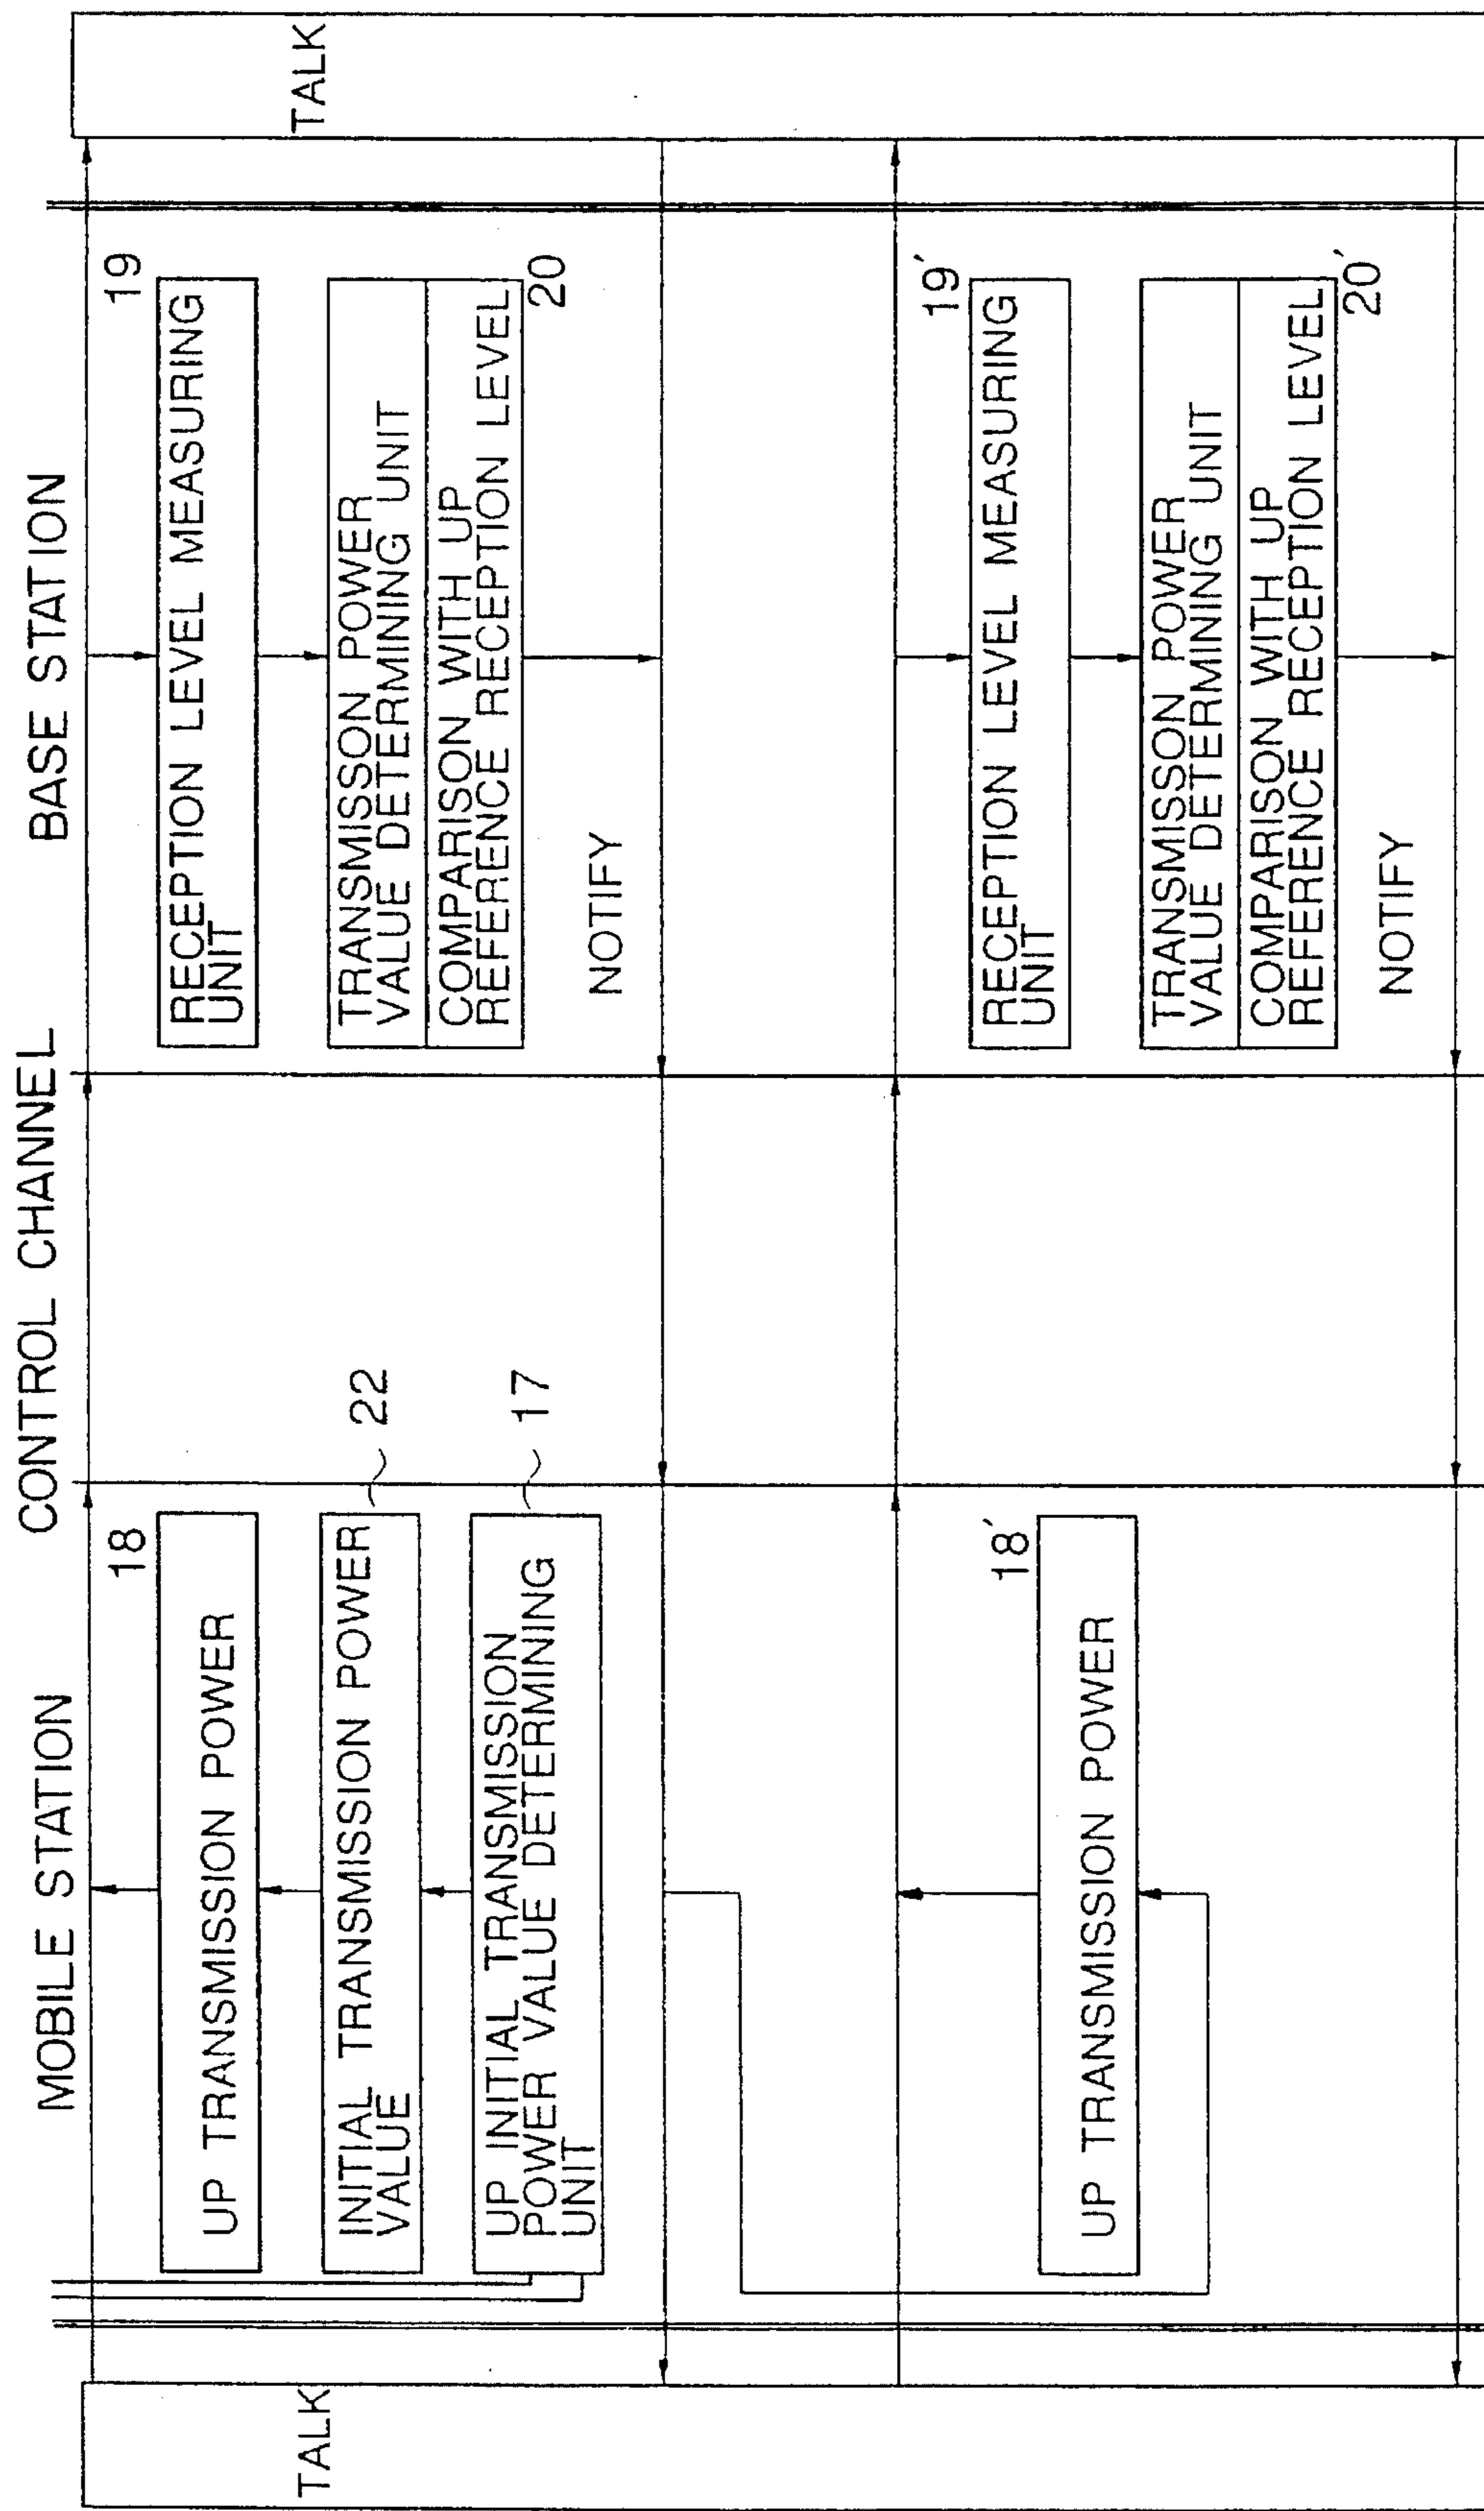 MOBILE STATION
CONTROL CHANNEL
BASE STATION
TALK
18
UP TRANSMISSION POWER
INITIAL TRANSMISSION POWER
VALUE
22
UP INITIAL TRANSMISSION
POWER VALUE DETERMINING
UNIT
17
19
RECEPTION LEVEL MEASURING
UNIT
TRANSMISSON POWER
VALUE DETERMINING UNIT
COMPARISON WITH UP
REFERENCE RECEPTION LEVEL
20
NOTIFY
TALK
18'
UP TRANSMISSION POWER
19'
RECEPTION LEVEL MEASURING
UNIT
TRANSMISSON POWER
VALUE DETERMINING UNIT
COMPARISON WITH UP
REFERENCE RECEPTION LEVEL
20'
NOTIFY